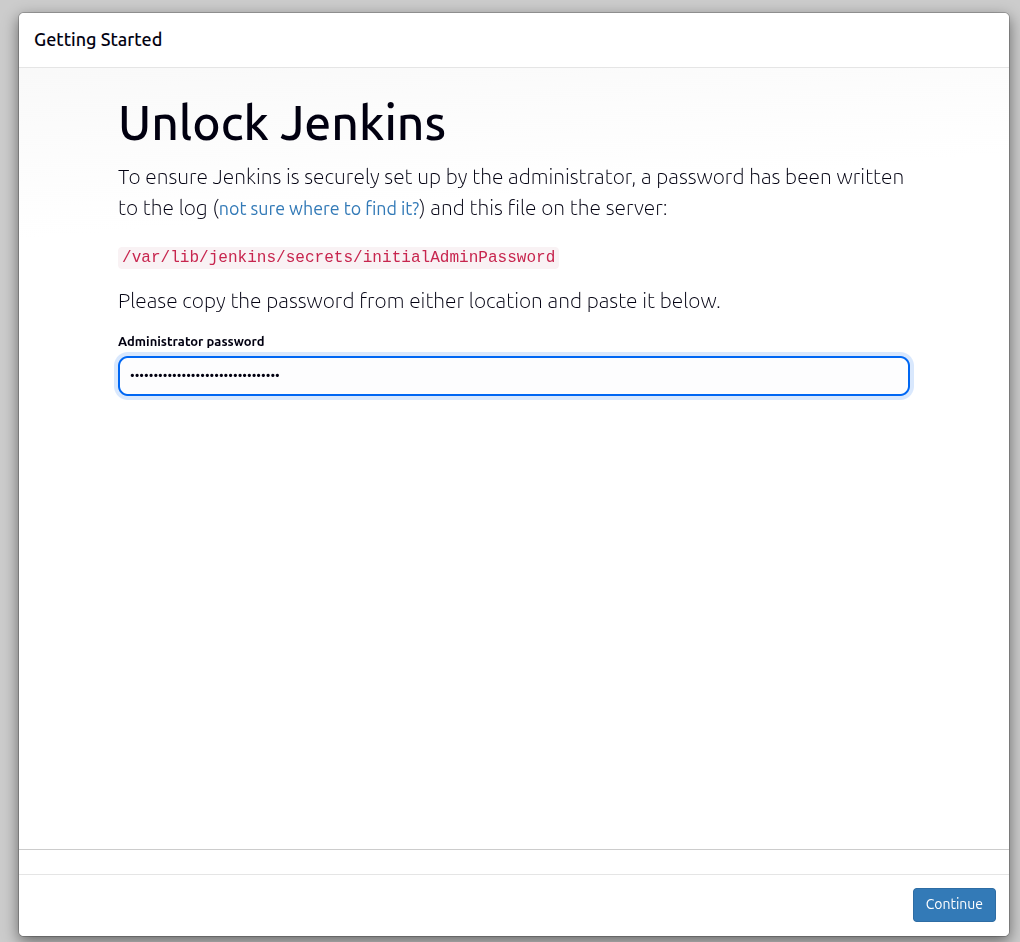 Getting Started
Unlock Jenkins
To ensure Jenkins is securely set up by the administrator, a password has been written
to the log (not sure where to find it?) and this file on the server:
/var/lib/jenkins/secrets/initialAdminPassword
Please copy the password from either location and paste it below.
Administrator password
••••••••••••••••••••••••••••••••
Continue